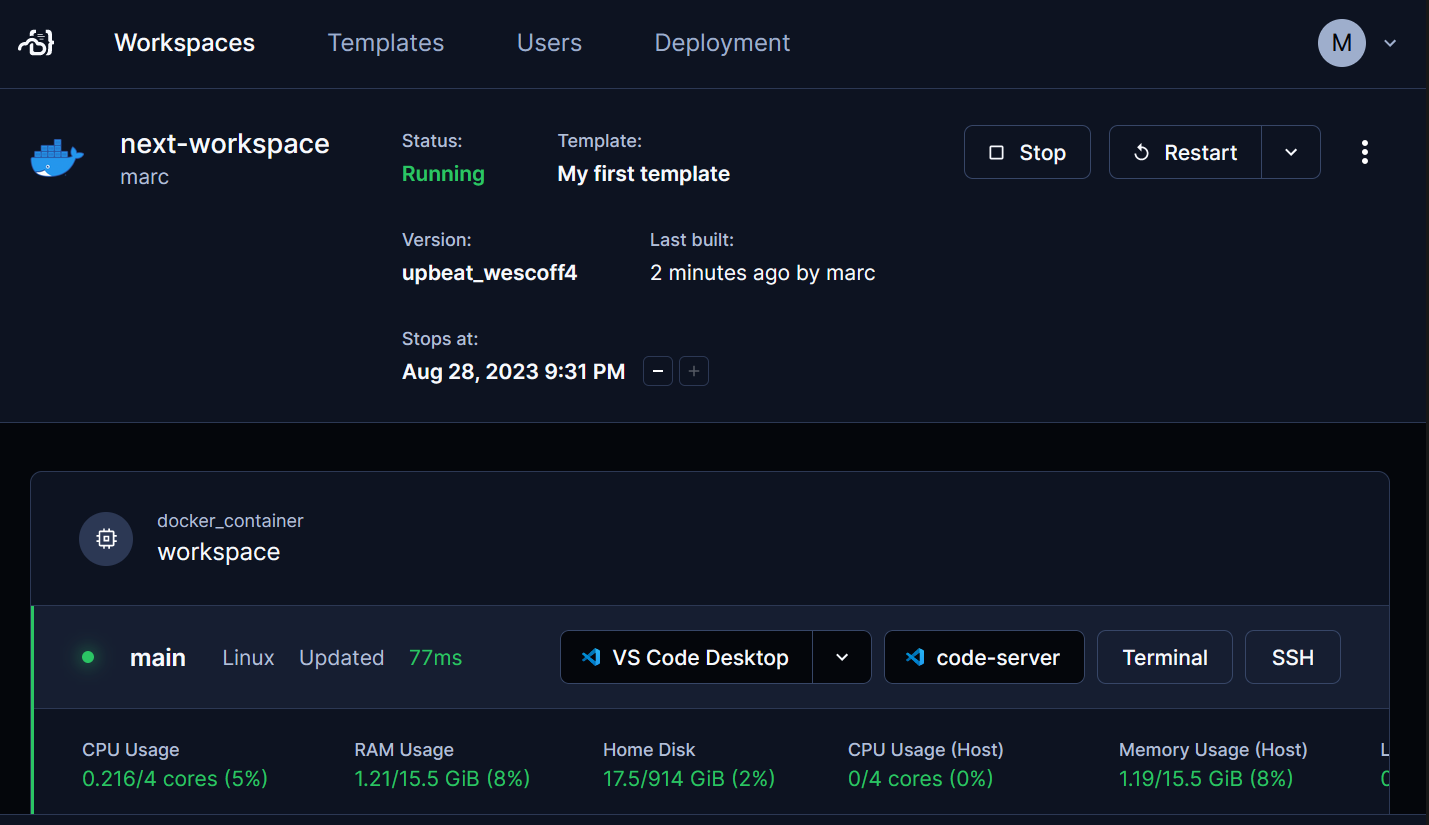 Workspaces Templates Users Deployment M
next-workspace
marc
Status:
Running
Template:
My first template
Stop Restart
Version:
upbeat_wescoff4
Last built:
2 minutes ago by marc
Stops at:
Aug 28, 2023 9:31 PM
docker_container
workspace
main Linux Updated 77ms VS Code Desktop code-server Terminal SSH
CPU Usage RAM Usage Home Disk CPU Usage (Host) Memory Usage (Host)
0.216/4 cores (5%) 1.21/15.5 GiB (8%) 17.5/914 GiB (2%) 0/4 cores (0%) 1.19/15.5 GiB (8%)